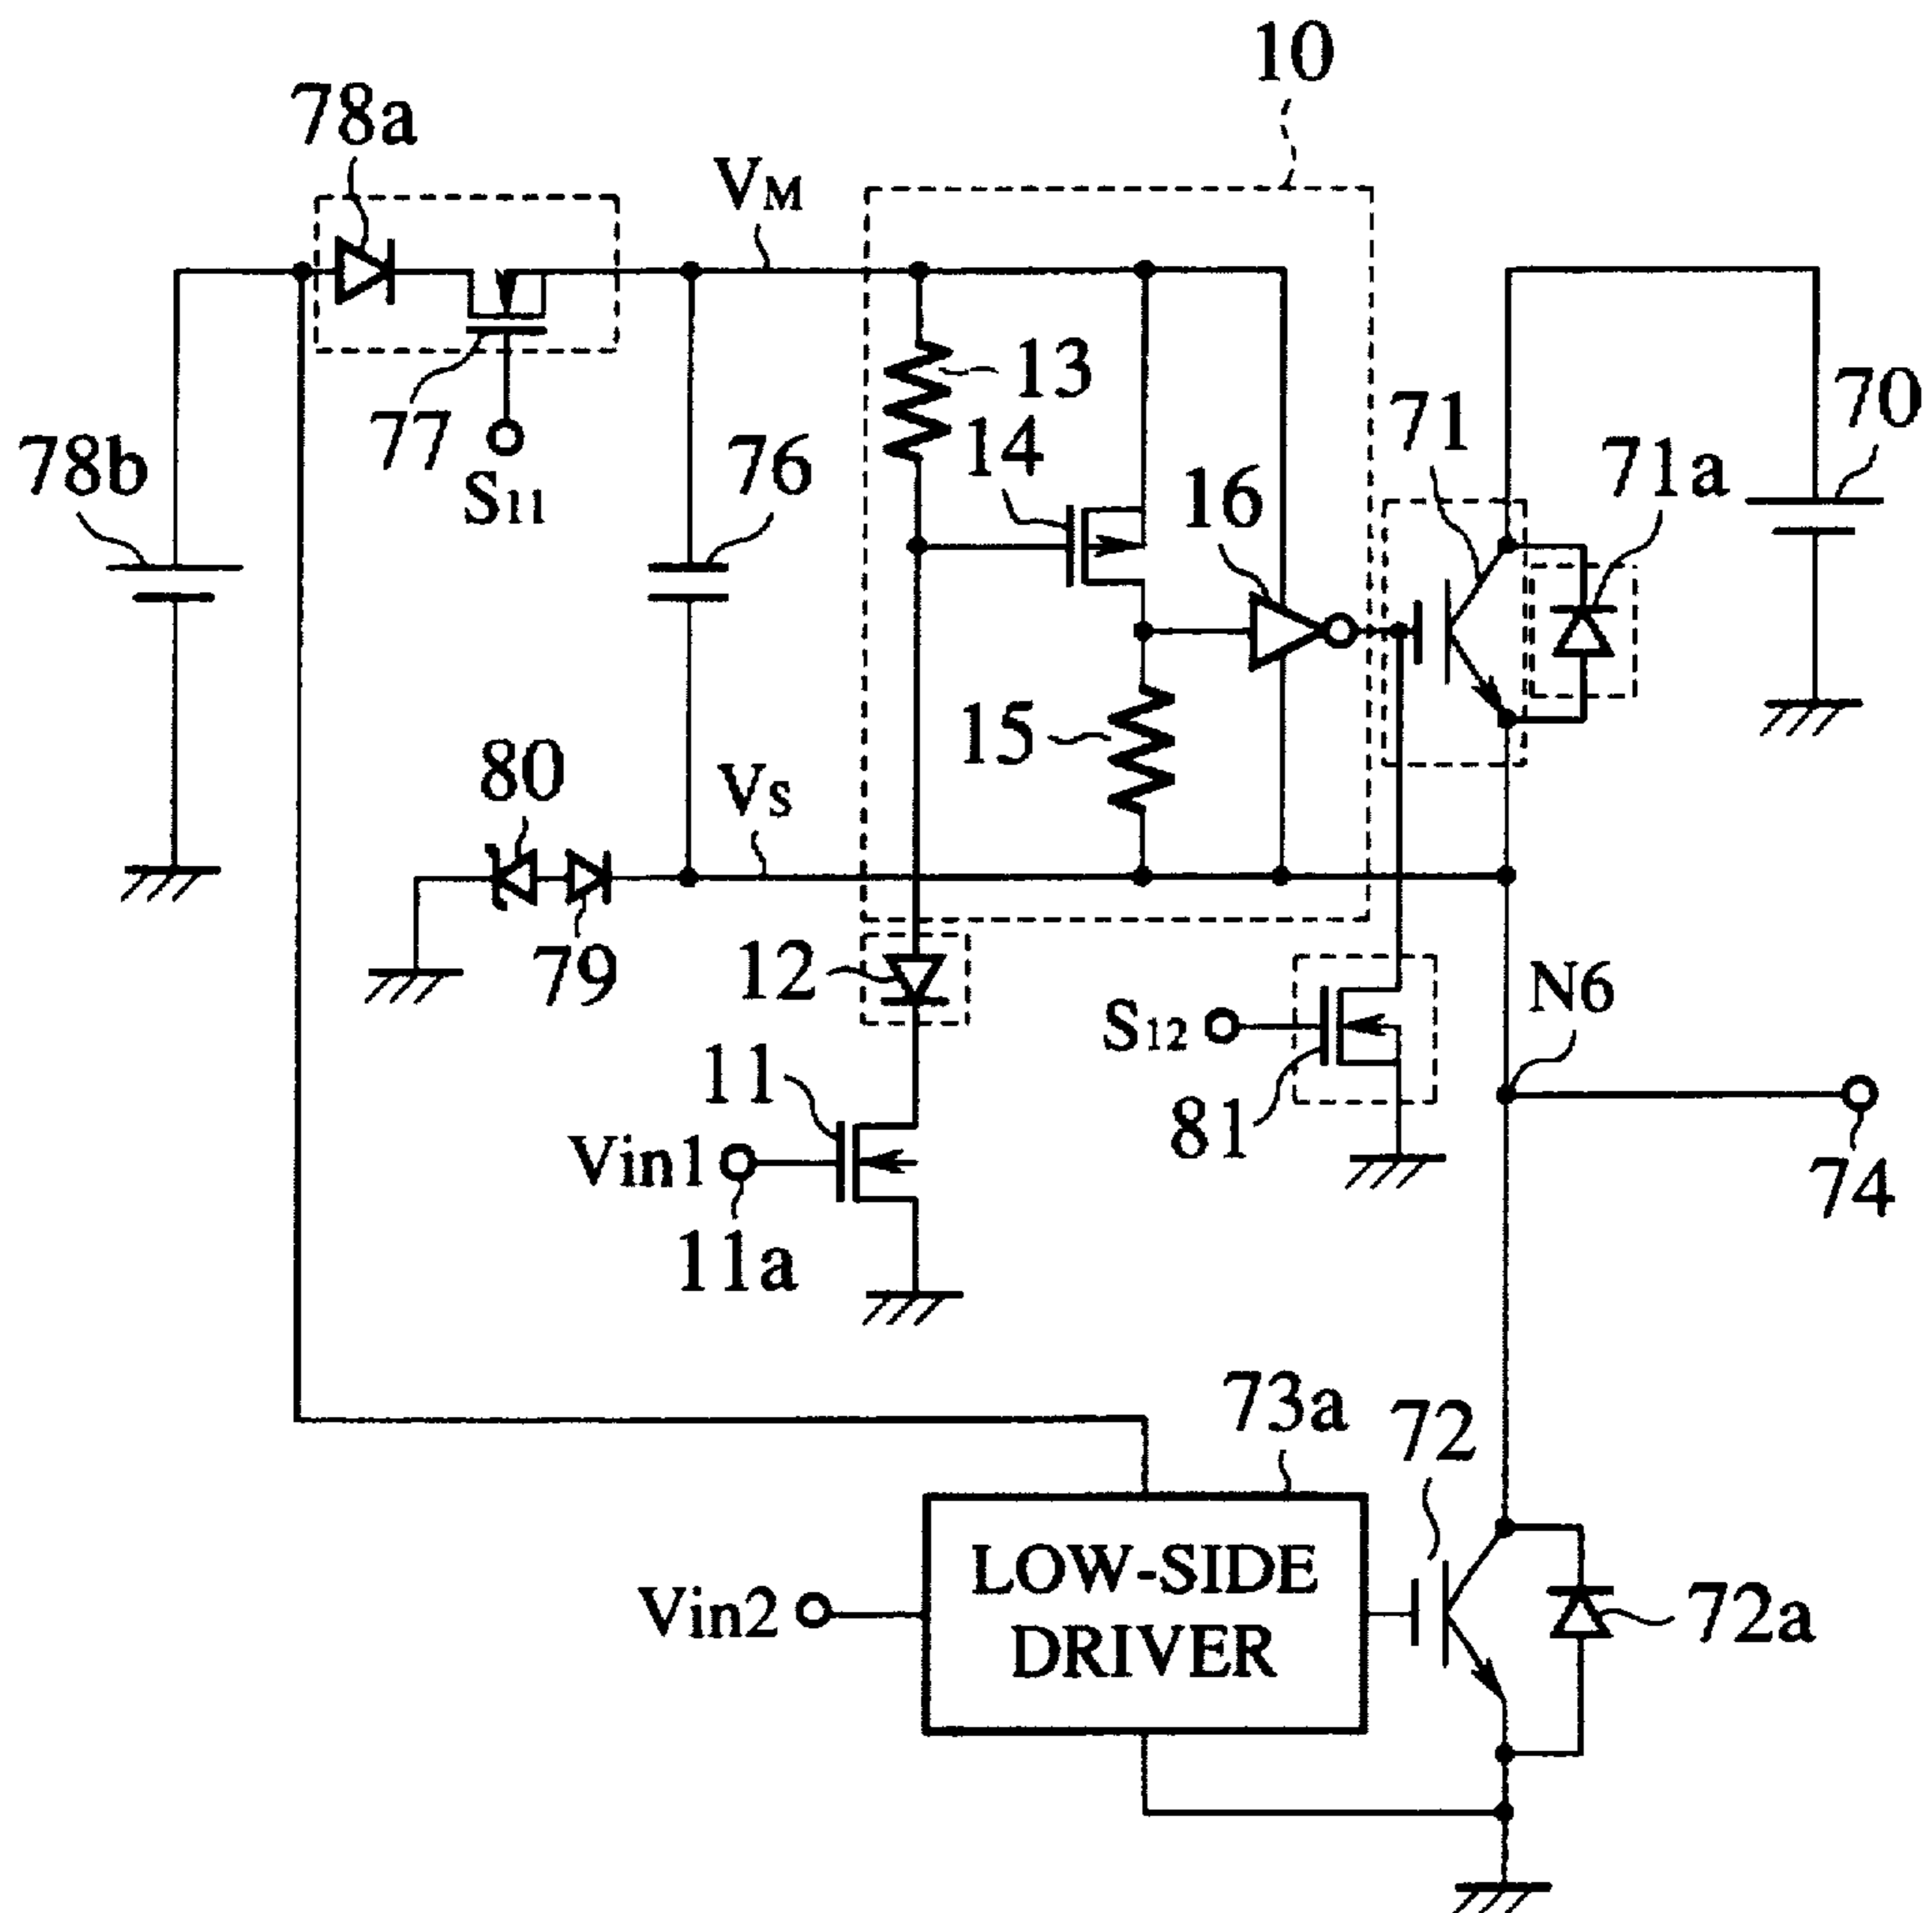 10
78a
VM
13
71
70
14
78b
77
76
71a
16
S11
15
80
VS
79
12
N6
S12
11
81
Vin1
74
11a
73a
72
LOW-SIDE
DRIVER
Vin2
72a